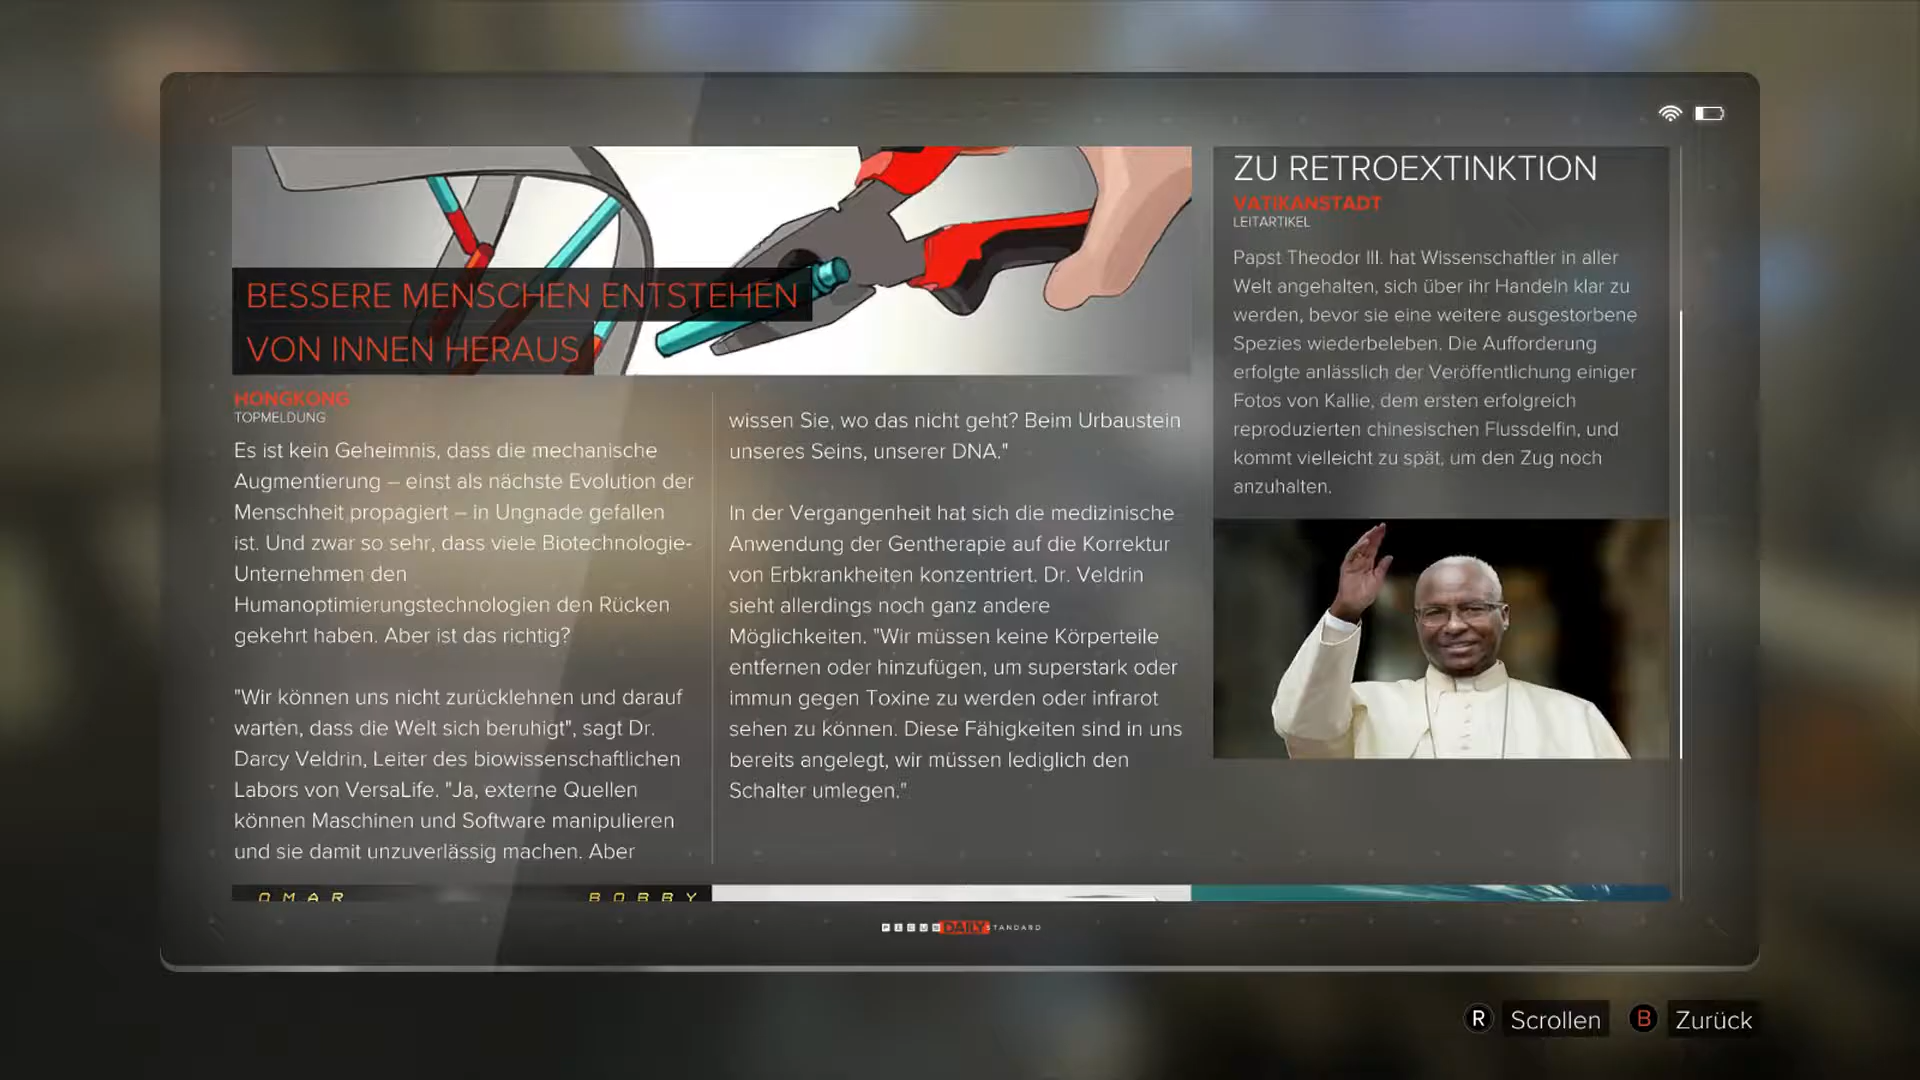 BESSERE MENSCHEN ENTSTEHEN
VON INNEN HERAUS
HONGKONG
TOPMELDUNG
Es ist kein Geheimnis, dass die mechanische
Augmentierung – einst als nächste Evolution der
Menschheit propagiert – in Ungnade gefallen
ist. Und zwar so sehr, dass viele Biotechnologie-
Unternehmen den
Humanoptimierungstechnologien den Rücken
gekehrt haben. Aber ist das richtig?
"Wir können uns nicht zurücklehnen und darauf
warten, dass die Welt sich beruhigt", sagt Dr.
Darcy Veldrin, Leiter des biowissenschaftlichen
Labors von VersaLife. "Ja, externe Quellen
können Maschinen und Software manipulieren
und sie damit unzuverlässig machen. Aber
wissen Sie, wo das nicht geht? Beim Urbaustein
unseres Seins, unserer DNA."
In der Vergangenheit hat sich die medizinische
Anwendung der Gentherapie auf die Korrektur
von Erbkrankheiten konzentriert. Dr. Veldrin
sieht allerdings noch ganz andere
Möglichkeiten. "Wir müssen keine Körperteile
entfernen oder hinzufügen, um superstark oder
immun gegen Toxine zu werden oder infrarot
sehen zu können. Diese Fähigkeiten sind in uns
bereits angelegt, wir müssen lediglich den
Schalter umlegen."
ZU RETROEXTINKTION
VATIKANSTADT
LEITARTIKEL
Papst Theodor III. hat Wissenschaftler in aller
Welt angehalten, sich über ihr Handeln klar zu
werden, bevor sie eine weitere ausgestorbene
Spezies wiederbeleben. Die Aufforderung
erfolgte anlässlich der Veröffentlichung einiger
Fotos von Kallie, dem ersten erfolgreich
reproduzierten chinesischen Flussdelfin, und
kommt vielleicht zu spät, um den Zug noch
anzuhalten.
OMAR BOBBY
PICUS DAILY STANDARD
R Scrollen B Zurück